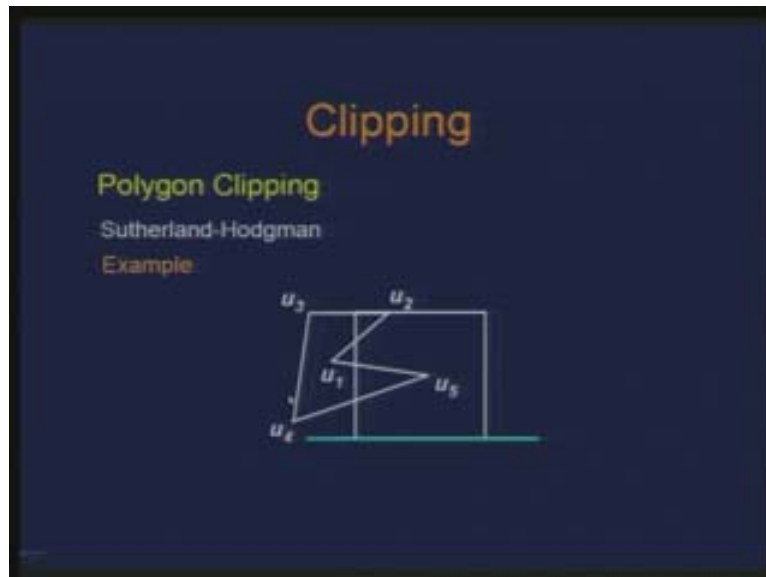 Clipping
Polygon Clipping
Sutherland-Hodgman
Example
u3 u2
u1 u5
u4